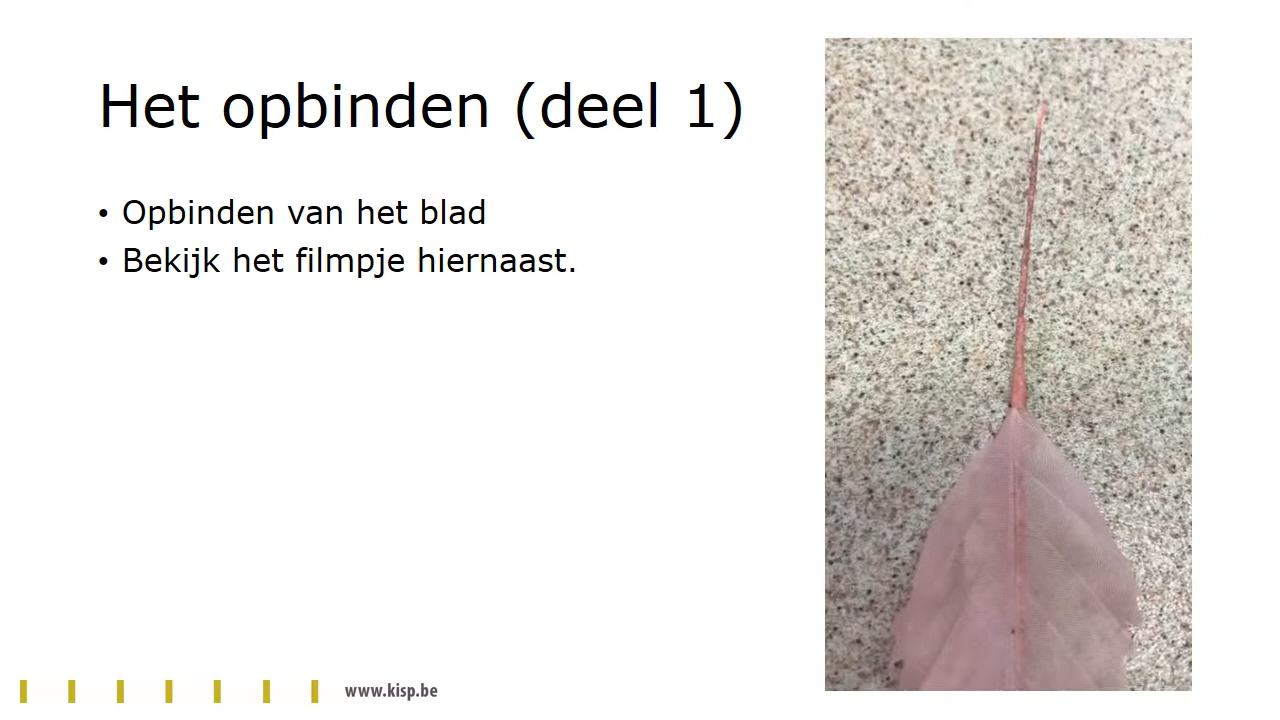 Het opbinden (deel 1)
• Opbinden van het blad
• Bekijk het filmpje hiernaast.
www.kisp.be